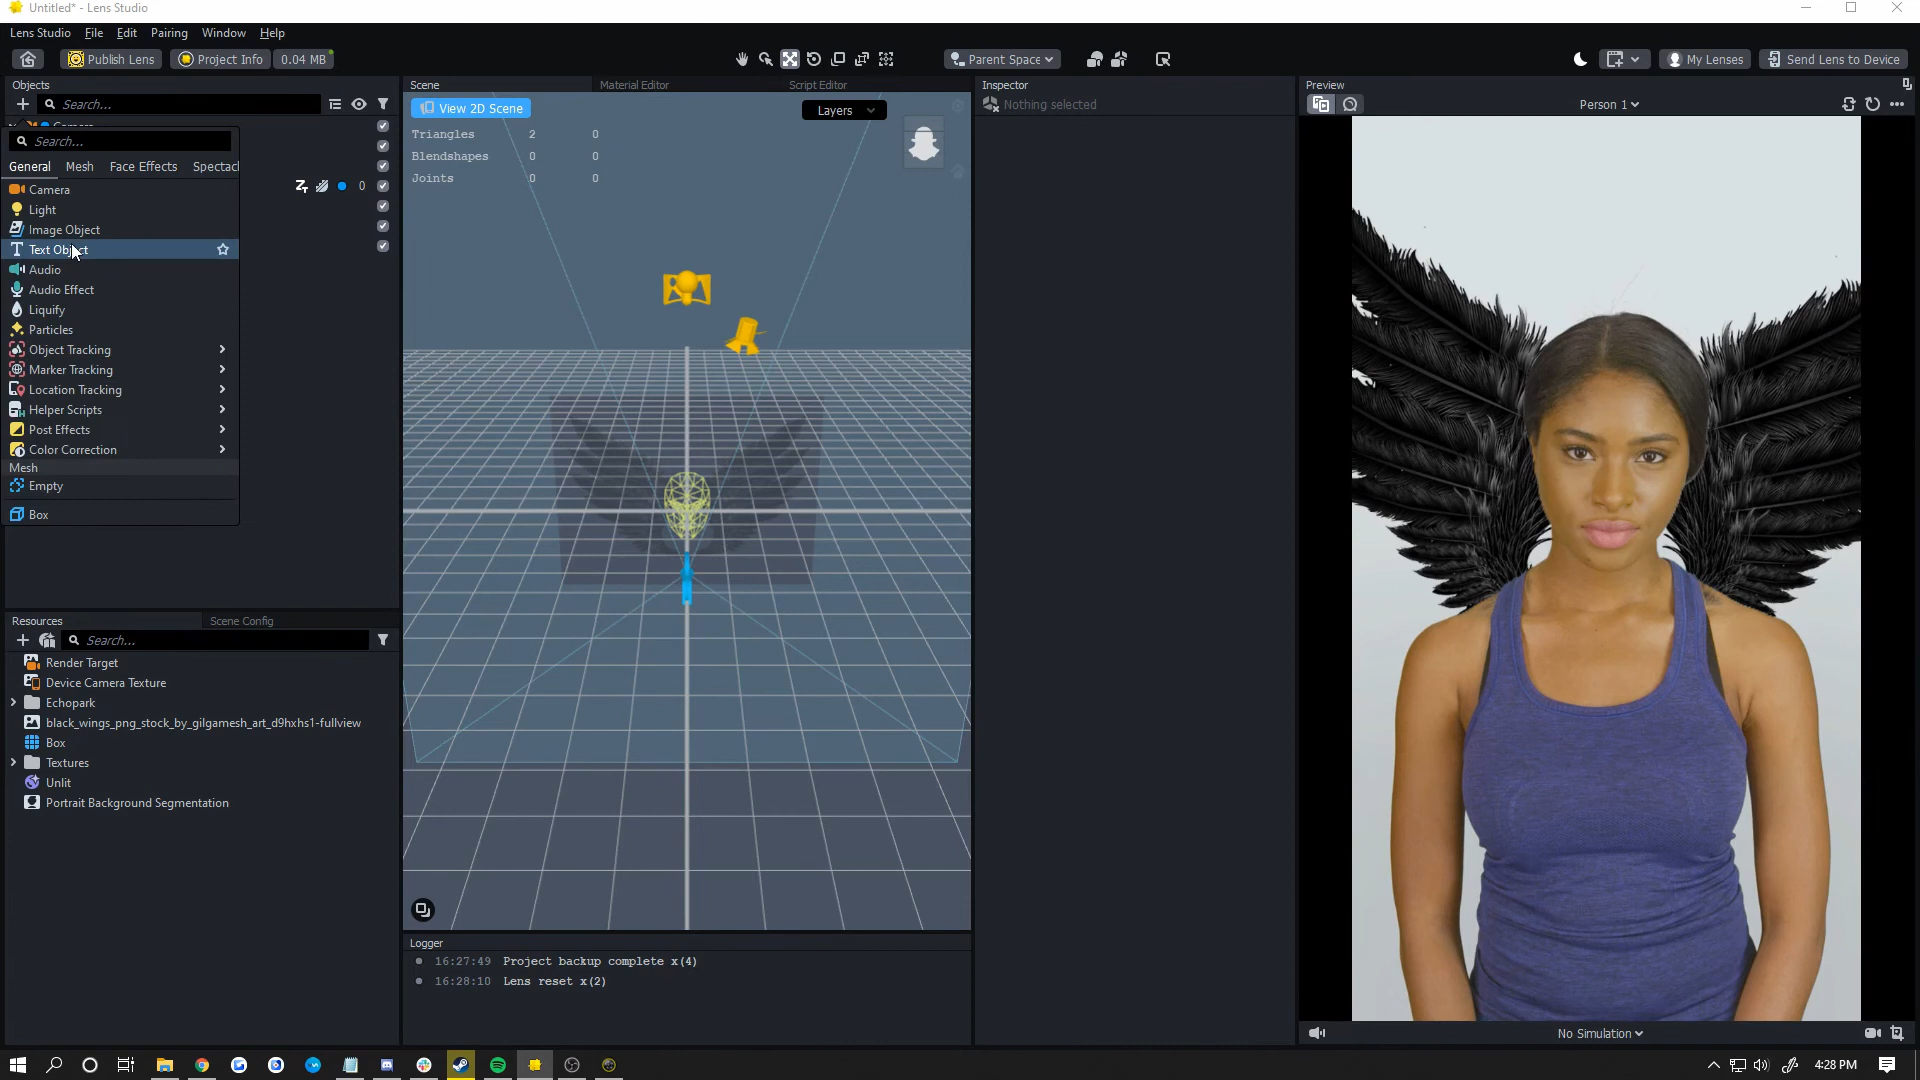 Untitled* - Lens Studio
Lens Studio File Edit Pairing Window Help
Publish Lens Project Info 0.04 MB Parent Space My Lenses Send Lens to Device
Objects
Search...
Search...
General Mesh Face Effects Spectacl
Camera
Light
Image Object
Text Object
Audio
Audio Effect
Liquify
Particles
Object Tracking
Marker Tracking
Location Tracking
Helper Scripts
Post Effects
Color Correction
Mesh
Empty
Box
0
Resources Scene Config
Search...
Render Target
Device Camera Texture
Echopark
black_wings_png_stock_by_gilgamesh_art_d9hxhs1-fullview
Box
Textures
Unlit
Portrait Background Segmentation
Scene Material Editor Script Editor
View 2D Scene Layers
Triangles 2 0
Blendshapes 0 0
Joints 0 0
Logger
16:27:49 Project backup complete x(4)
16:28:10 Lens reset x(2)
Inspector
Nothing selected
Preview
Person 1
No Simulation
4:28 PM